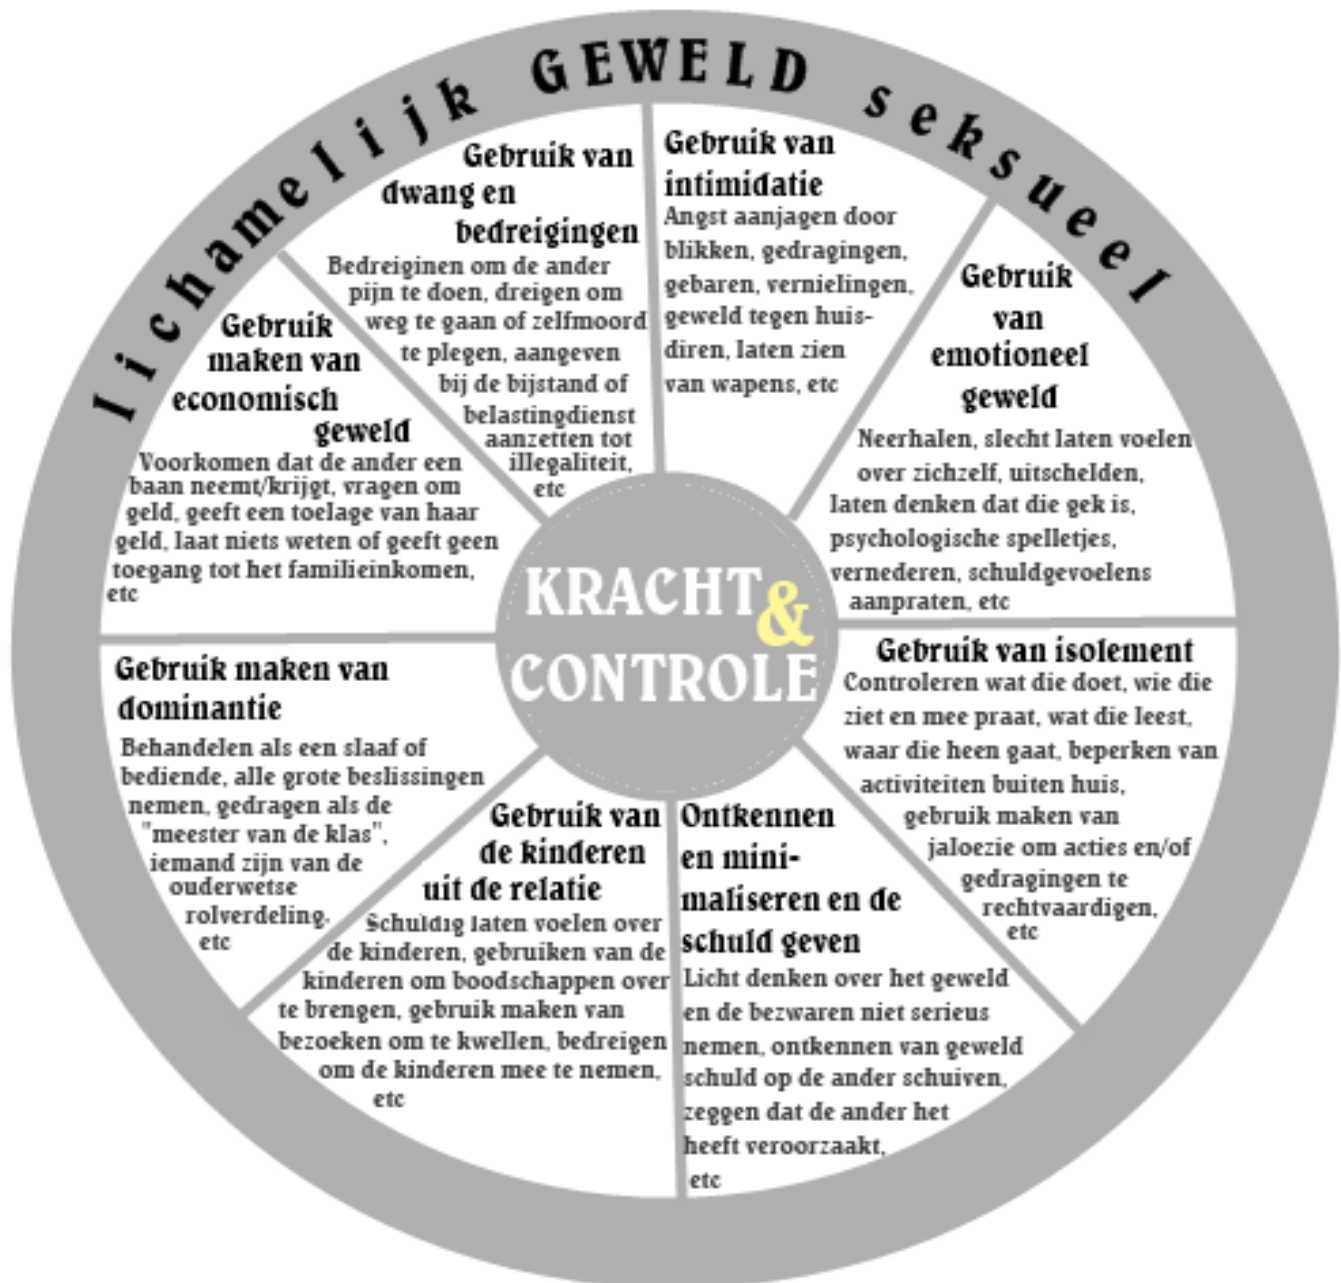 lichamelijk GEWELD seksueel
Gebruik van
dwang en
bedreigingen
Bedreiginen om de ander
pijn te doen, dreigen om
weg te gaan of zelfmoord
te plegen, aangeven
bij de bijstand of
belastingdienst
aanzetten tot
illegaliteit,
etc
Gebruik van
intimidatie
Angst aanjagen door
blikken, gedragingen,
gebaren, vernielingen,
geweld tegen huis-
diren, laten zien
van wapens, etc
Gebruik
van
emotioneel
geweld
Neerhalen, slecht laten voelen
over zichzelf, uitschelden,
laten denken dat die gek is,
psychologische spelletjes,
vernederen, schuldgevoelens
aanpraten, etc
Gebruik van isolement
Controleren wat die doet, wie die
ziet en mee praat, wat die leest,
waar die heen gaat, beperken van
activiteiten buiten huis,
gebruik maken van
jaloezie om acties en/of
gedragingen te
rechtvaardigen,
etc
Ontkennen
en mini-
maliseren en de
schuld geven
Licht denken over het geweld
en de bezwaren niet serieus
nemen, ontkennen van geweld
schuld op de ander schuiven,
zeggen dat de ander het
heeft veroorzaakt,
etc
Gebruik van
de kinderen
uit de relatie
Schuldig laten voelen over
de kinderen, gebruiken van de
kinderen om boodschappen over
te brengen, gebruik maken van
bezoeken om te kwellen, bedreigen
om de kinderen mee te nemen,
etc
Gebruik maken van
dominantie
Behandelen als een slaaf of
bediende, alle grote beslissingen
nemen, gedragen als de
"meester van de klas",
iemand zijn van de
ouderwetse
rolverdeling,
etc
Gebruik
maken van
economisch
geweld
Voorkomen dat de ander een
baan neemt/krijgt, vragen om
geld, geeft een toelage van haar
geld, laat niets weten of geeft geen
toegang tot het familieinkomen,
etc
KRACHT &
CONTROLE